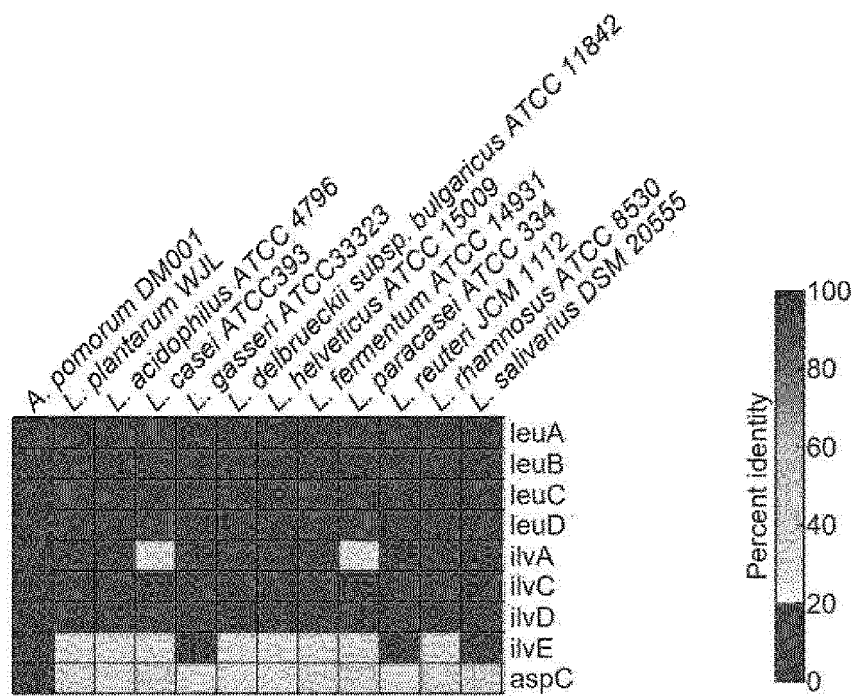 A. pomorum DM001
L. plantarum WJL
L. acidophilus ATCC 4796
L. casei ATCC393
L. gasseri ATCC33323
L. delbrueckii subsp. bulgaricus ATCC 11842
L. helveticus ATCC 15009
L. fermentum ATCC 14931
L. paracasei ATCC 334
L. reuteri JCM 1112
L. rhamnosus ATCC 8530
L. salivarius DSM 20555
leuA
leuB
leuC
leuD
ilvA
ilvC
ilvD
ilvE
aspC
Percent identity
100
80
60
40
20
0